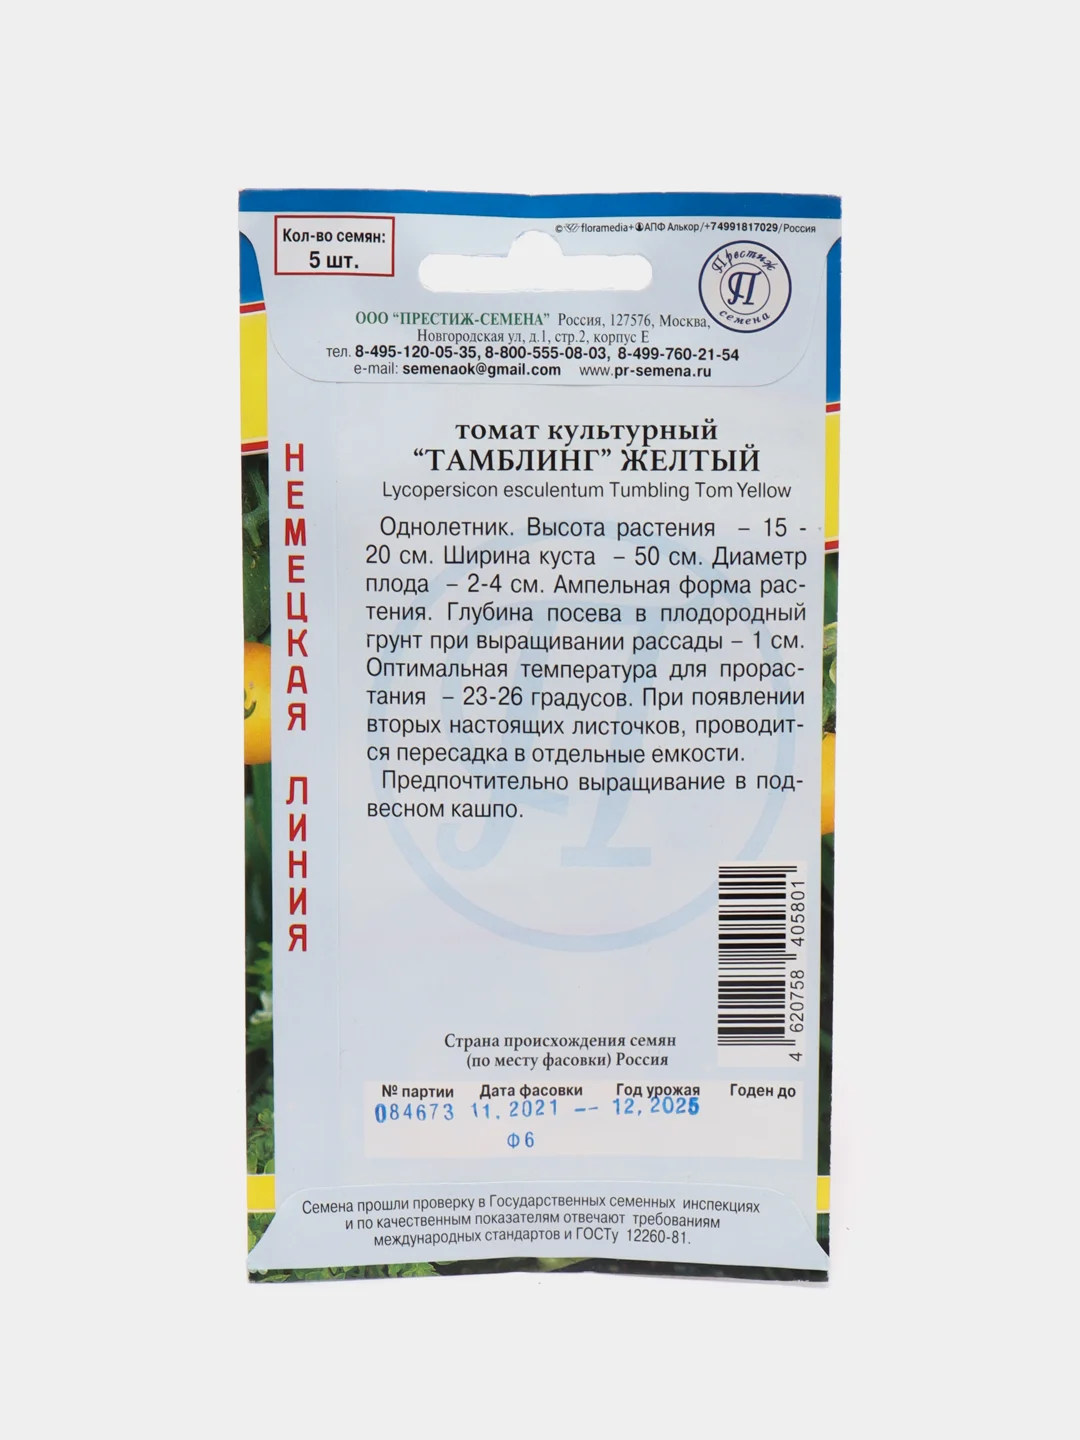 © floramedia+ АПФ Алькор/+74991817029/Россия
Кол-во семян:
5 шт.
Престиж
П
семена
ООО “ПРЕСТИЖ-СЕМЕНА” Россия, 127576, Москва,
Новгородская ул, д.1, стр.2, корпус Е
тел. 8-495-120-05-35, 8-800-555-08-03, 8-499-760-21-54
e-mail: semenaok@gmail.com www.pr-semena.ru
НЕМЕЦКАЯ ЛИНИЯ
томат культурный
“ТАМБЛИНГ” ЖЕЛТЫЙ
Lycopersicon esculentum Tumbling Tom Yellow
Однолетник. Высота растения – 15 -
20 см. Ширина куста – 50 см. Диаметр
плода – 2-4 см. Ампельная форма рас-
тения. Глубина посева в плодородный
грунт при выращивании рассады – 1 см.
Оптимальная температура для прорас-
тания – 23-26 градусов. При появлении
вторых настоящих листочков, проводит-
ся пересадка в отдельные емкости.
Предпочтительно выращивание в под-
весном кашпо.
4 620758 405801
Страна происхождения семян
(по месту фасовки) Россия
№ партии Дата фасовки Год урожая Годен до
084673 11.2021 -- 12.2025
Ф6
Семена прошли проверку в Государственных семенных инспекциях
и по качественным показателям отвечают требованиям
международных стандартов и ГОСТу 12260-81.